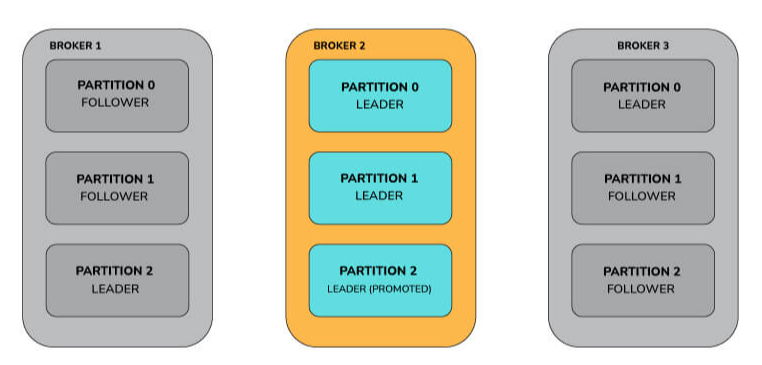 BROKER 1
PARTITION 0
FOLLOWER
PARTITION 1
FOLLOWER
PARTITION 2
LEADER
BROKER 2
PARTITION 0
LEADER
PARTITION 1
LEADER
PARTITION 2
LEADER (PROMOTED)
BROKER 3
PARTITION 0
LEADER
PARTITION 1
FOLLOWER
PARTITION 2
FOLLOWER